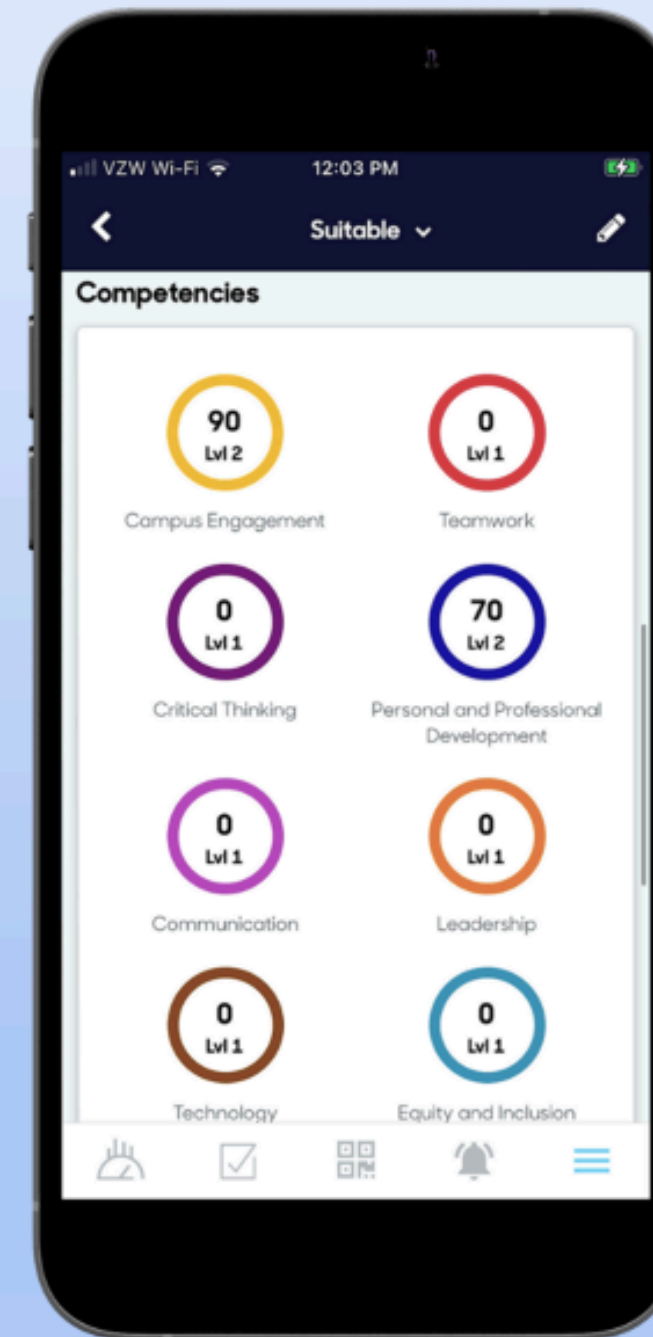 VZW Wi-Fi 12:03 PM
Suitable
Competencies
90 0
Lvl 2 Lvl 1
Campus Engagement Teamwork
0 70
Lvl 1 Lvl 2
Critical Thinking Personal and Professional
Development
0 0
Lvl 1 Lvl 1
Communication Leadership
0 0
Lvl 1 Lvl 1
Technology Equity and Inclusion